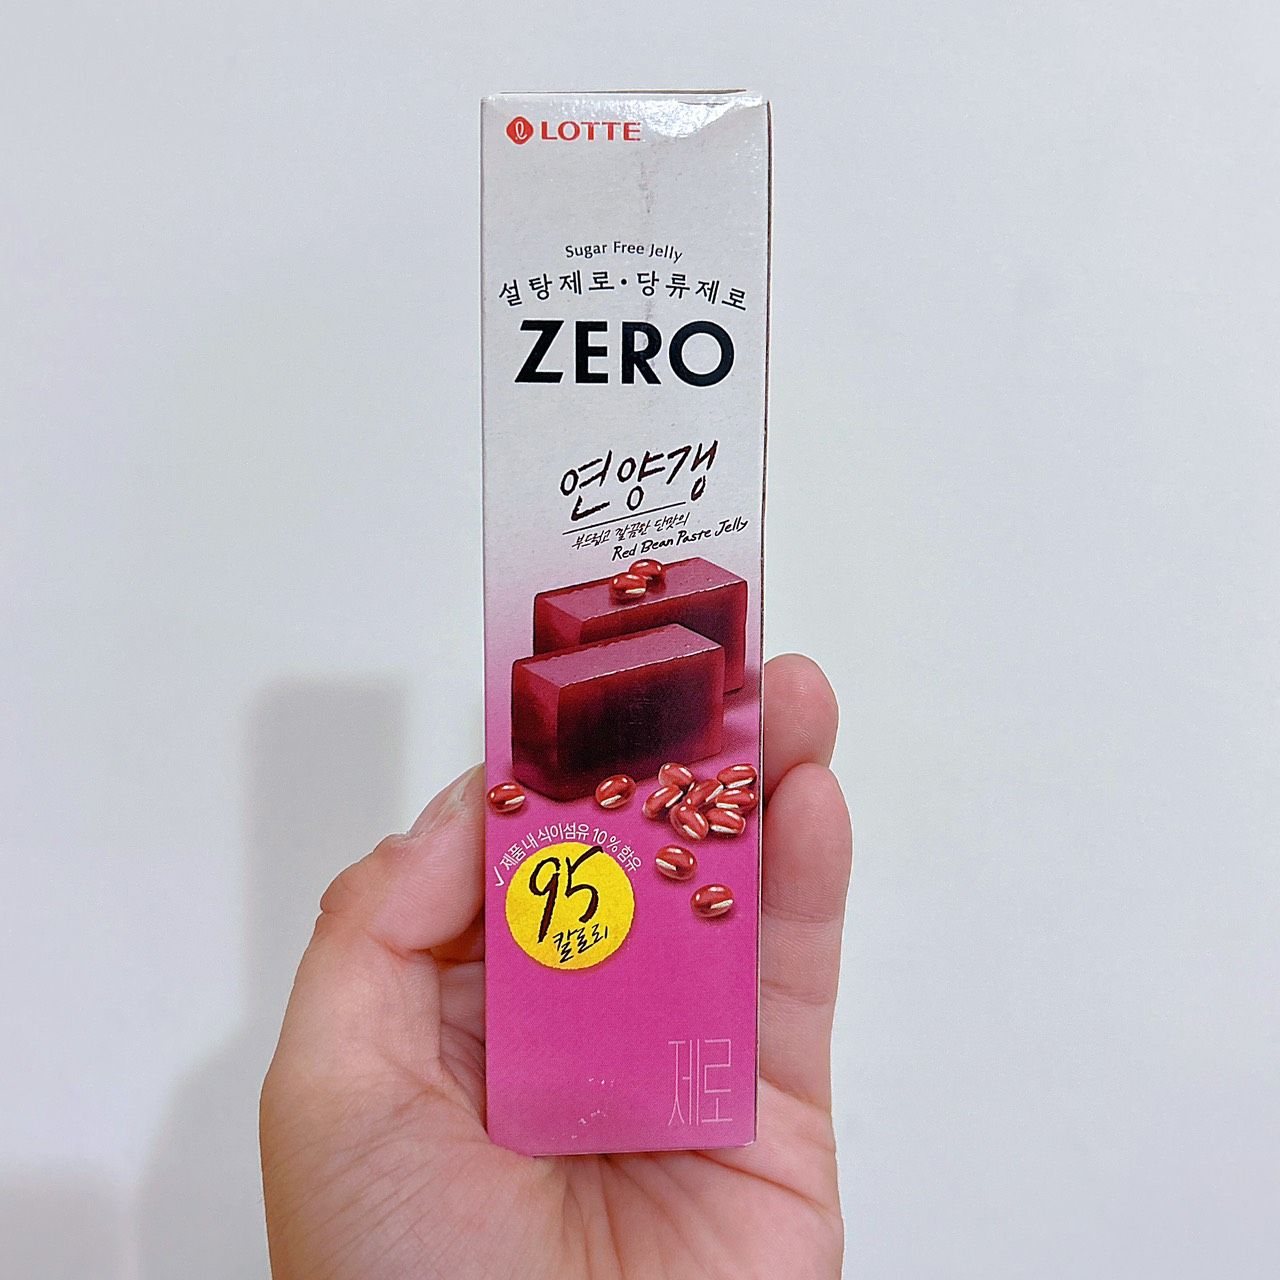 LOTTE
Sugar Free Jelly
설탕제로·당류제로
ZERO
연양갱
부드럽고 깔끔한 단맛의
Red Bean Paste Jelly
✓ 제품 내 식이섬유 10% 함유
95
칼로리
제로